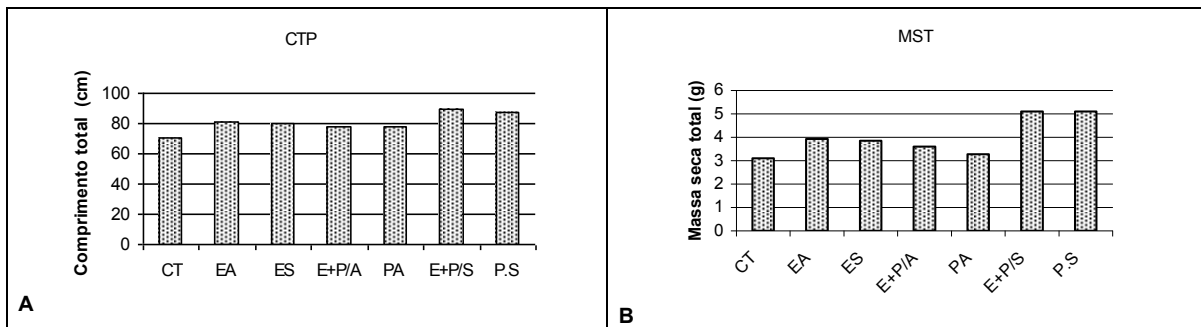 CTP
Comprimento total (cm)
100
80
60
40
20
0
CT EA ES E+P/A PA E+P/S P.S
A
MST
Massa seca total (g)
6
5
4
3
2
1
0
CT EA ES E+P/A PA E+P/S P.S
B